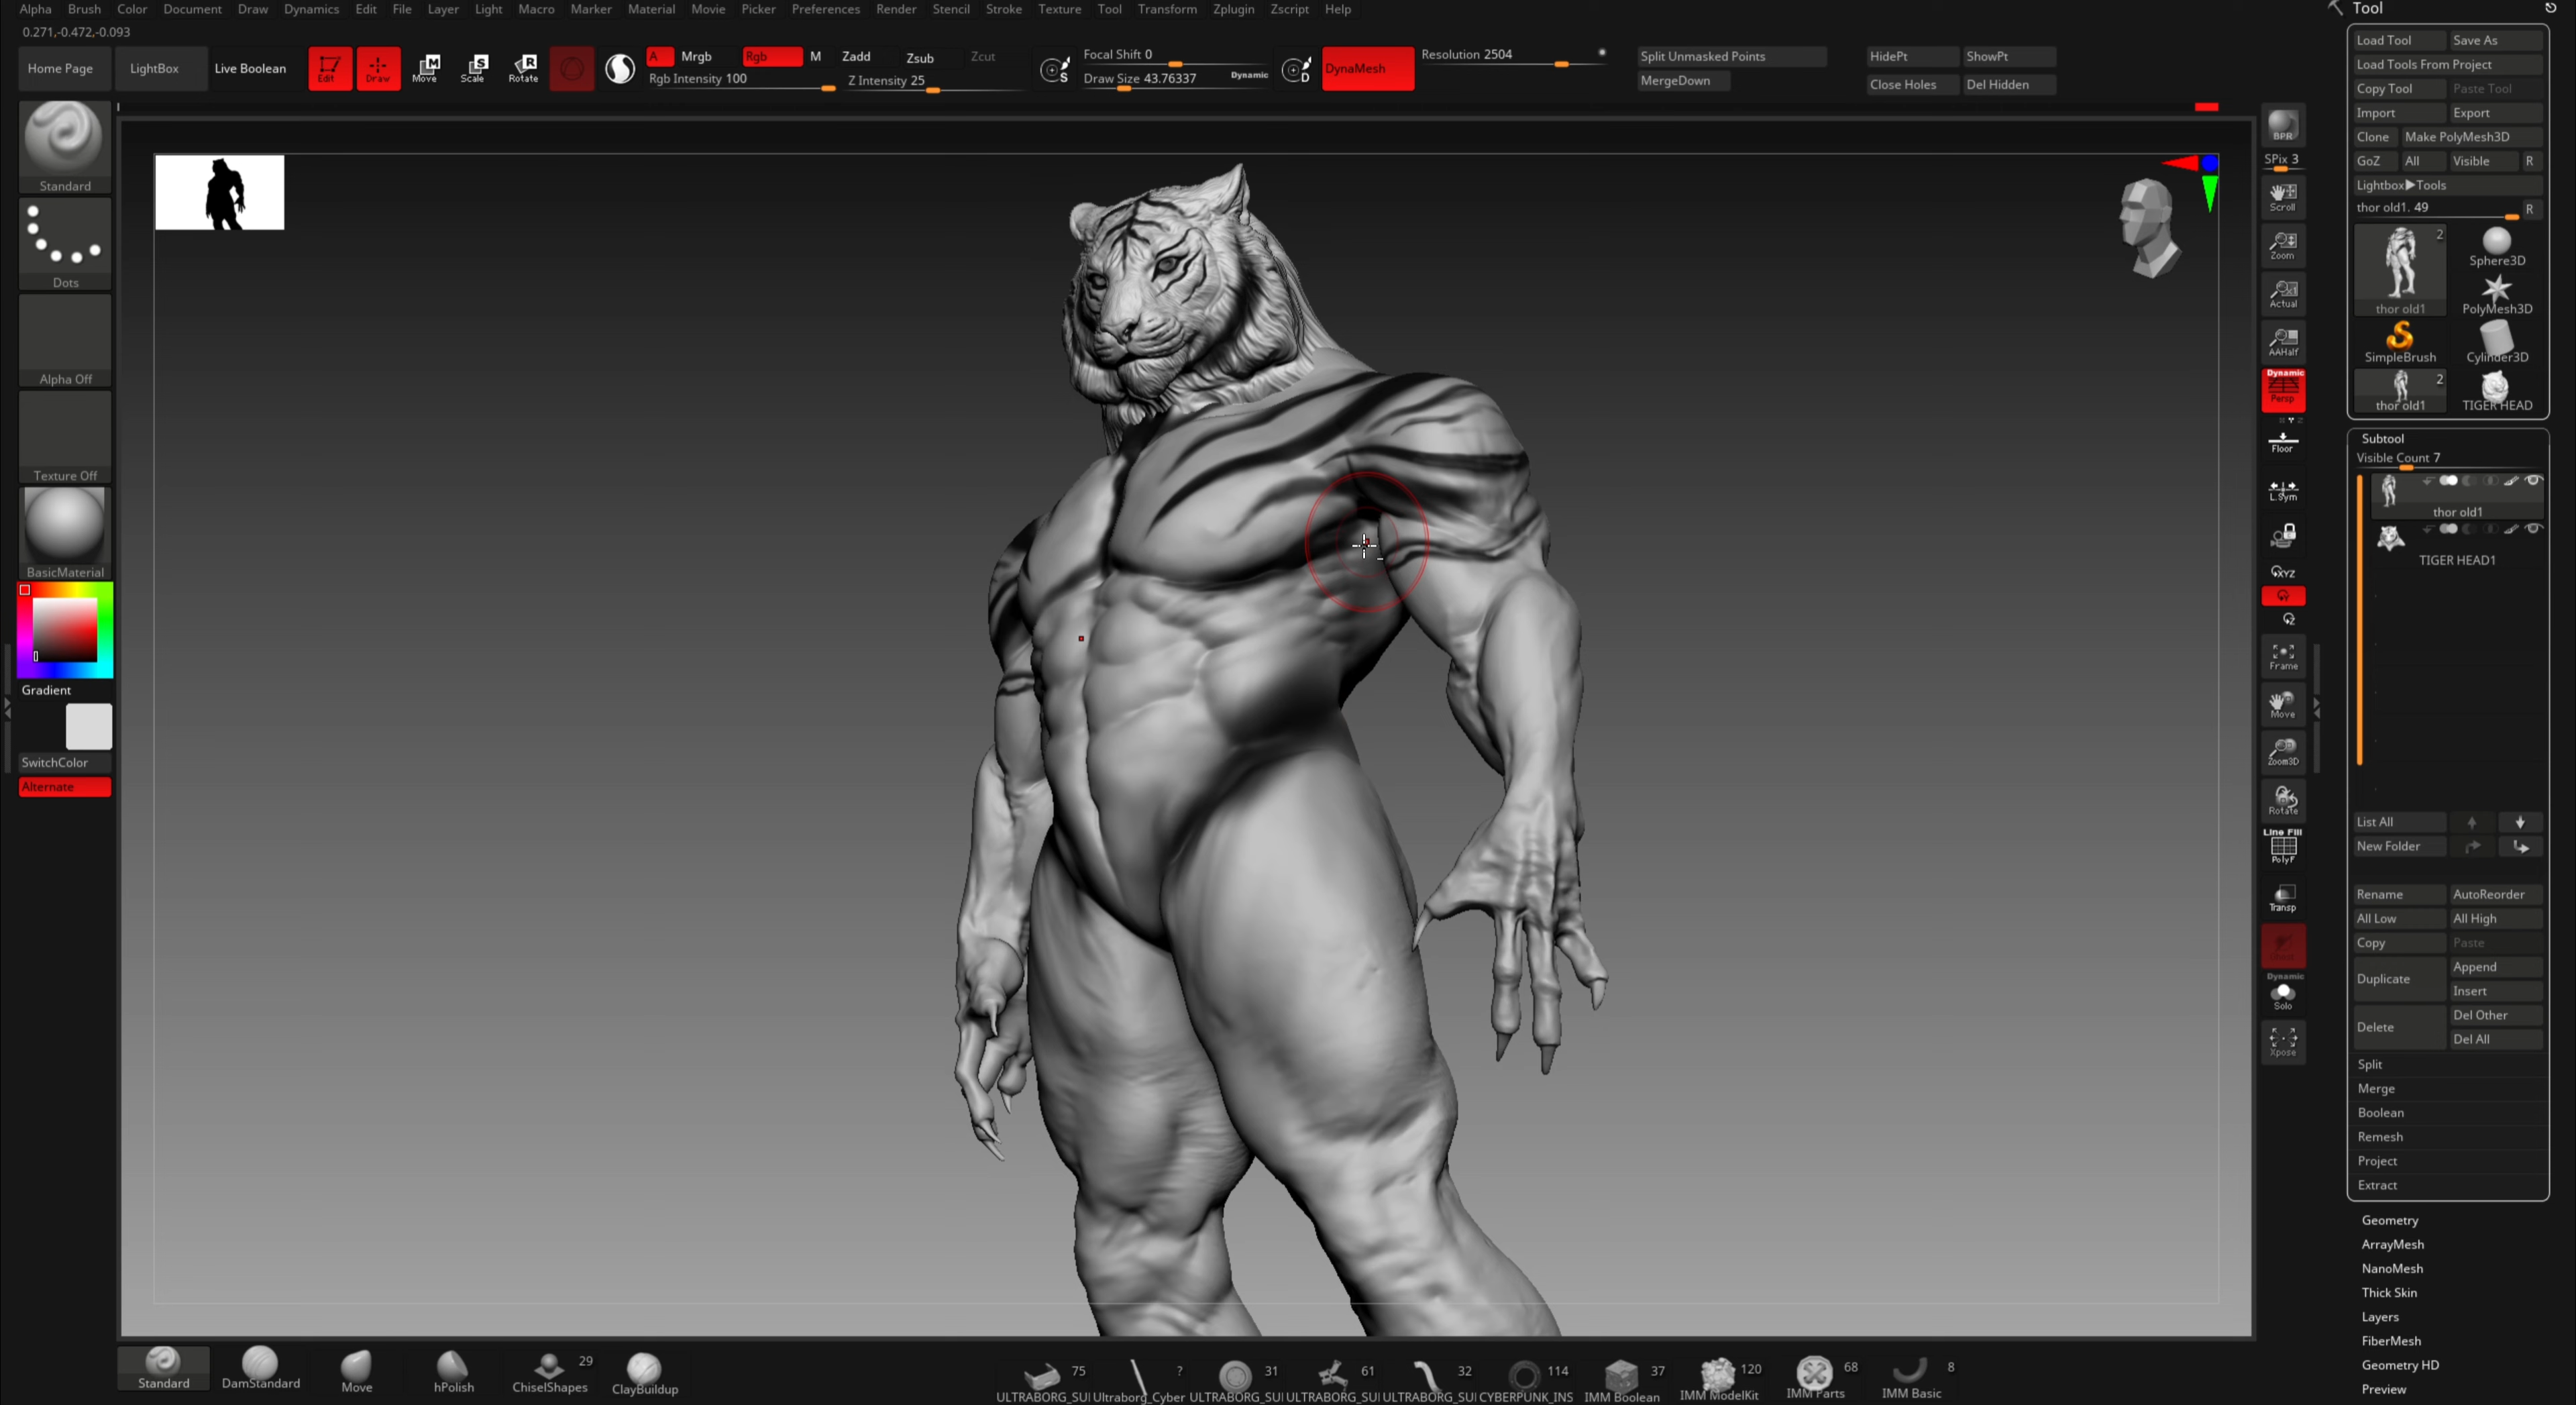 Alpha Brush Color Document Draw Dynamics Edit File Layer Light Macro Marker Material Movie Picker Preferences Render Stencil Stroke Texture Tool Transform Zplugin Zscript Help
0.271,-0.472,-0.093
Home Page LightBox Live Boolean Edit Draw Move Scale Rotate
A Mrgb Rgb M Zadd Zsub Zcut
Rgb Intensity 100 Z Intensity 25
Focal Shift 0
Draw Size 43.76337 Dynamic
DynaMesh Resolution 2504
Split Unmasked Points
MergeDown
HidePt ShowPt
Close Holes Del Hidden
Standard
Dots
Alpha Off
Texture Off
BasicMaterial
Gradient
SwitchColor
Alternate
BPR
SPix 3
Scroll
Zoom
Actual
AAHalf
Dynamic
Persp
Floor
L.Sym
XYZ
Frame
Move
Zoom3D
Rotate
Line Fill
PolyF
Transp
Dynamic
Solo
Xpose
Tool
Load Tool Save As
Load Tools From Project
Copy Tool Paste Tool
Import Export
Clone Make PolyMesh3D
GoZ All Visible R
Lightbox▶Tools
thor old1. 49 R
2
thor old1 Sphere3D
PolyMesh3D
SimpleBrush Cylinder3D
2
thor old1 TIGER HEAD
Subtool
Visible Count 7
thor old1
TIGER HEAD1
List All
New Folder
Rename AutoReorder
All Low All High
Copy Paste
Duplicate Append
Insert
Delete Del Other
Del All
Split
Merge
Boolean
Remesh
Project
Extract
Geometry
ArrayMesh
NanoMesh
Thick Skin
Layers
FiberMesh
Geometry HD
Preview
Standard DamStandard Move hPolish ChiselShapes 29 ClayBuildup
75 ? 31 61 32 114 37 120 68 8
ULTRABORG_SUI Ultraborg_Cyber ULTRABORG_SUI ULTRABORG_SUI ULTRABORG_SUI CYBERPUNK_INS IMM Boolean IMM ModelKit IMM Parts IMM Basic